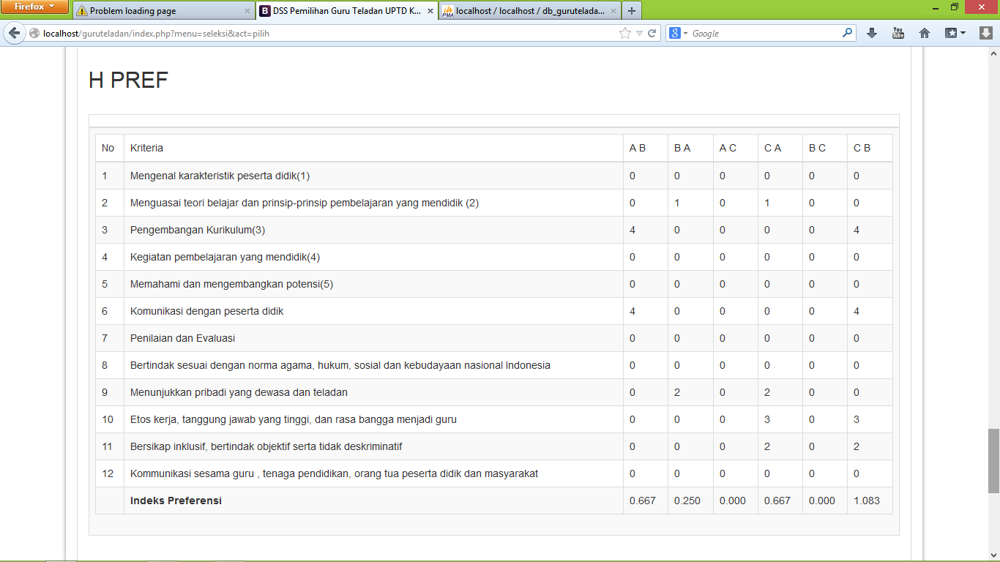 Firefox
Problem loading page
DSS Pemilihan Guru Teladan UPTD K...
localhost / localhost / db_gurutelada...
localhost/guruteladan/index.php?menu=seleksi&act=pilih
Google
H PREF
No Kriteria A B B A A C C A B C C B
1 Mengenal karakteristik peserta didik(1) 0 0 0 0 0 0
2 Menguasai teori belajar dan prinsip-prinsip pembelajaran yang mendidik (2) 0 1 0 1 0 0
3 Pengembangan Kurikulum(3) 4 0 0 0 0 4
4 Kegiatan pembelajaran yang mendidik(4) 0 0 0 0 0 0
5 Memahami dan mengembangkan potensi(5) 0 0 0 0 0 0
6 Komunikasi dengan peserta didik 4 0 0 0 0 4
7 Penilaian dan Evaluasi 0 0 0 0 0 0
8 Bertindak sesuai dengan norma agama, hukum, sosial dan kebudayaan nasional Indonesia 0 0 0 0 0 0
9 Menunjukkan pribadi yang dewasa dan teladan 0 2 0 2 0 0
10 Etos kerja, tanggung jawab yang tinggi, dan rasa bangga menjadi guru 0 0 0 3 0 3
11 Bersikap inklusif, bertindak objektif serta tidak deskriminatif 0 0 0 2 0 2
12 Kommunikasi sesama guru , tenaga pendidikan, orang tua peserta didik dan masyarakat 0 0 0 0 0 0
Indeks Preferensi 0.667 0.250 0.000 0.667 0.000 1.083